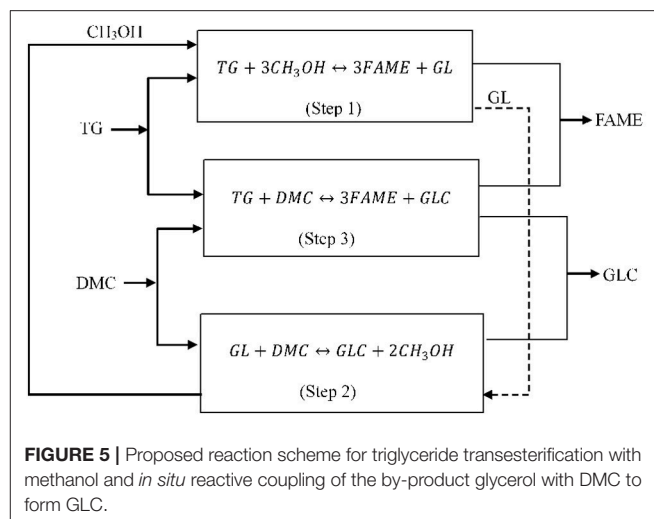 CH₃OH
TG + 3CH₃OH ↔ 3FAME + GL
(Step 1)
GL
FAME
TG
TG + DMC ↔ 3FAME + GLC
(Step 3)
DMC
GLC
GL + DMC ↔ GLC + 2CH₃OH
(Step 2)
FIGURE 5 | Proposed reaction scheme for triglyceride transesterification with
methanol and in situ reactive coupling of the by-product glycerol with DMC to
form GLC.